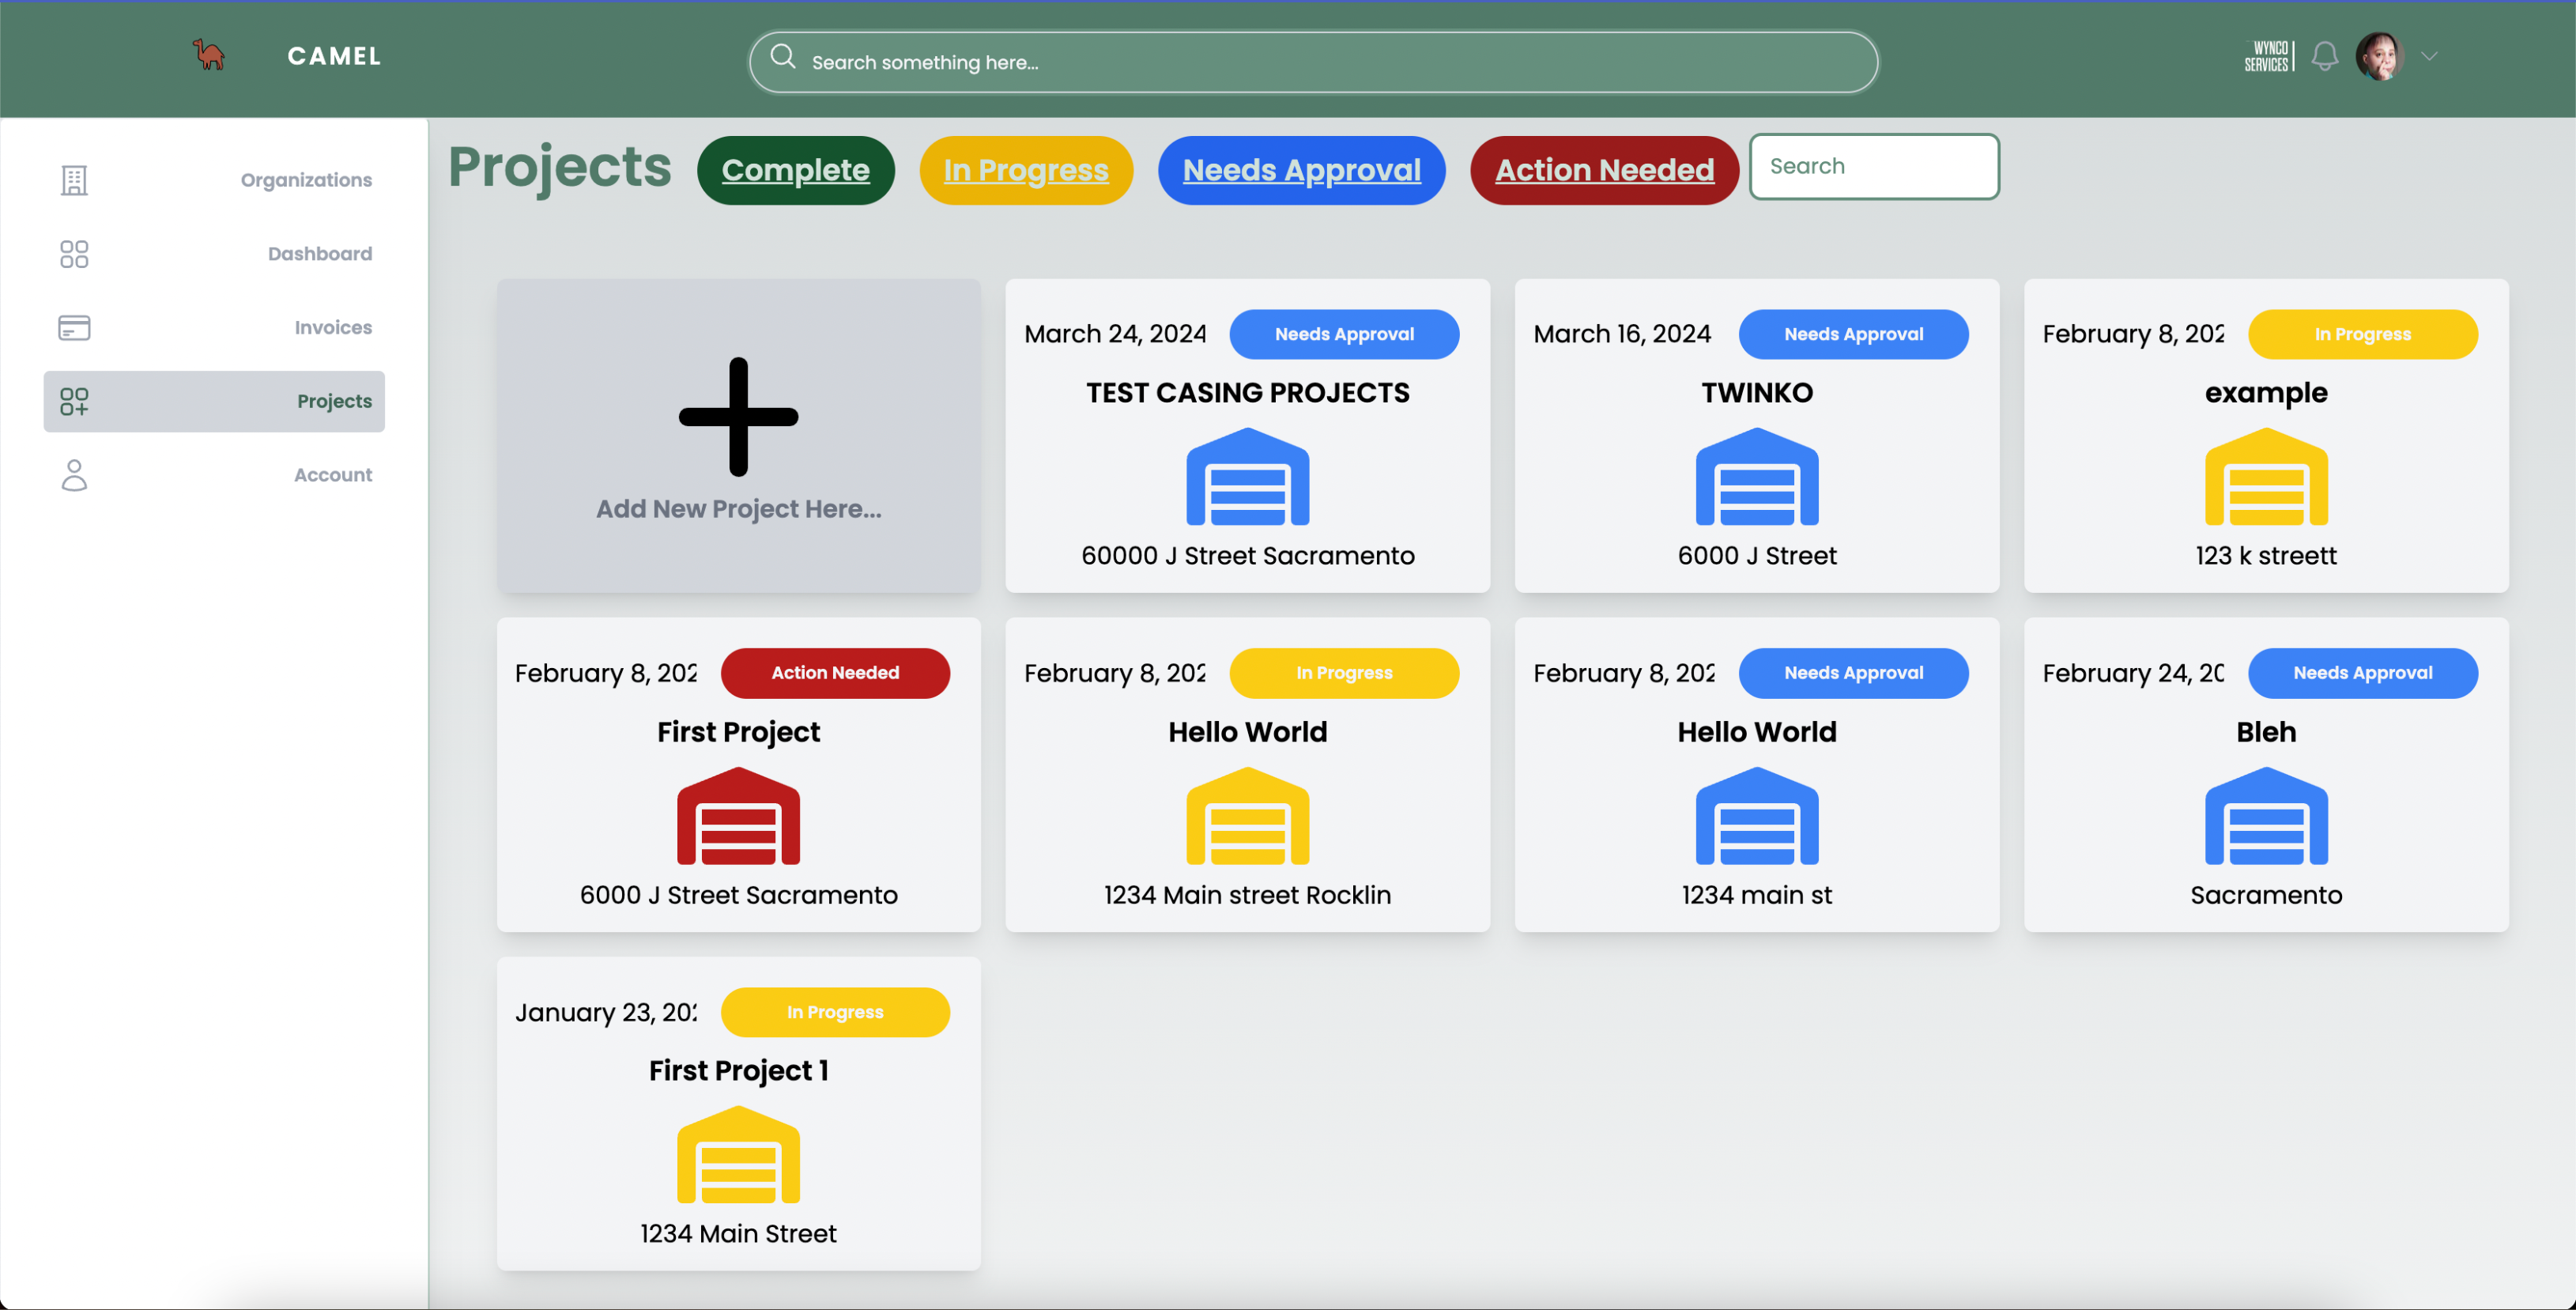 CAMEL
Search something here...
WYNCO
SERVICES
Organizations
Dashboard
Invoices
Projects
Account
Projects Complete In Progress Needs Approval Action Needed Search
Add New Project Here...
March 24, 2024 Needs Approval
TEST CASING PROJECTS
60000 J Street Sacramento
March 16, 2024 Needs Approval
TWINKO
6000 J Street
February 8, 202 In Progress
example
123 k streett
February 8, 202 Action Needed
First Project
6000 J Street Sacramento
February 8, 202 In Progress
Hello World
1234 Main street Rocklin
February 8, 202 Needs Approval
Hello World
1234 main st
February 24, 20 Needs Approval
Bleh
Sacramento
January 23, 202 In Progress
First Project 1
1234 Main Street